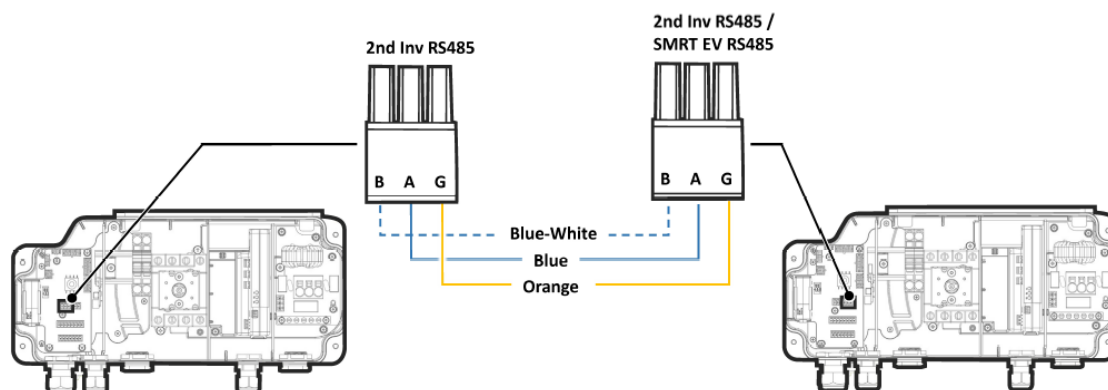 2nd Inv RS485
2nd Inv RS485 /
SMRT EV RS485
B A G
B A G
Blue-White
Blue
Orange